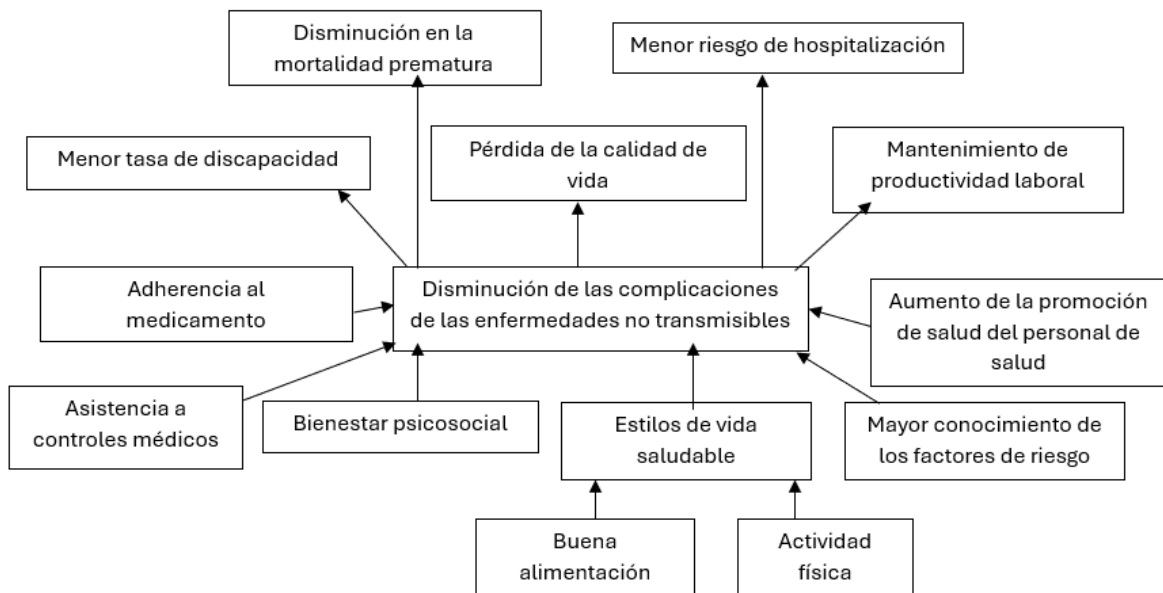 Disminución en la
mortalidad prematura
Menor riesgo de hospitalización
Menor tasa de discapacidad
Pérdida de la calidad de
vida
Mantenimiento de
productividad laboral
Adherencia al
medicamento
Disminución de las complicaciones
de las enfermedades no transmisibles
Aumento de la promoción
de salud del personal de
salud
Asistencia a
controles médicos
Bienestar psicosocial
Estilos de vida
saludable
Mayor conocimiento de
los factores de riesgo
Buena
alimentación
Actividad
física